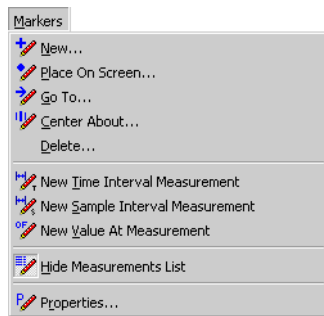 Markers
New...
Place On Screen...
Go To...
Center About...
Delete...
New Time Interval Measurement
New Sample Interval Measurement
New Value At Measurement
Hide Measurements List
Properties...